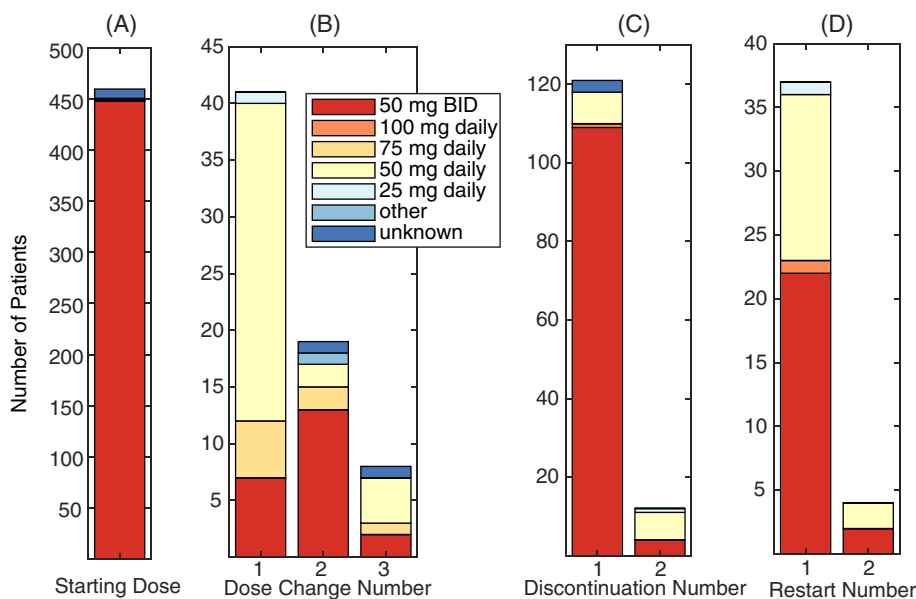 (A)
(B)
(C)
(D)
Number of Patients
500
450
400
350
300
250
200
150
100
50
Starting Dose
45
40
35
30
25
20
15
10
5
1 2 3
Dose Change Number
50 mg BID
100 mg daily
75 mg daily
50 mg daily
25 mg daily
other
unknown
120
100
80
60
40
20
1 2
Discontinuation Number
40
35
30
25
20
15
10
5
1 2
Restart Number